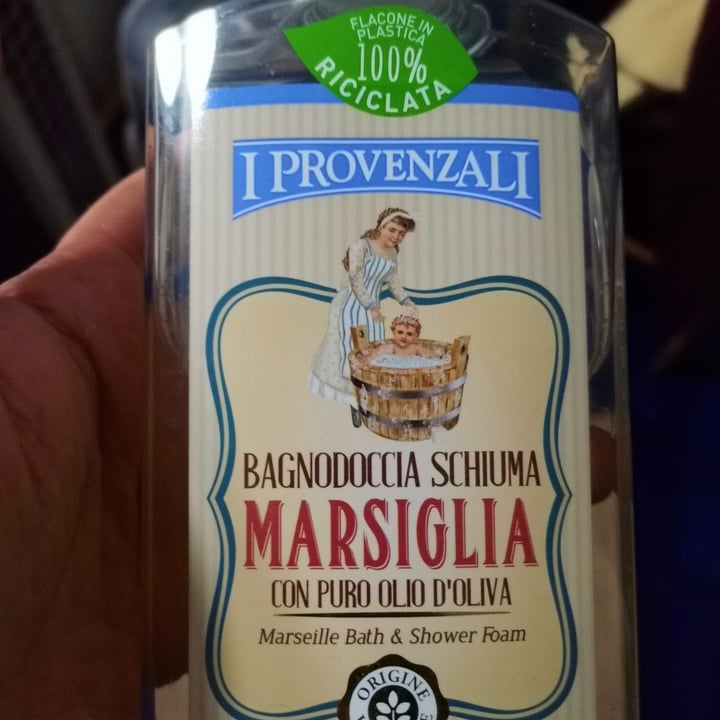 FLACONE IN
PLASTICA
100%
RICICLATA
I PROVENZALI
BAGNODOCCIA SCHIUMA
MARSIGLIA
CON PURO OLIO D'OLIVA
Marseille Bath & Shower Foam
ORIGINE